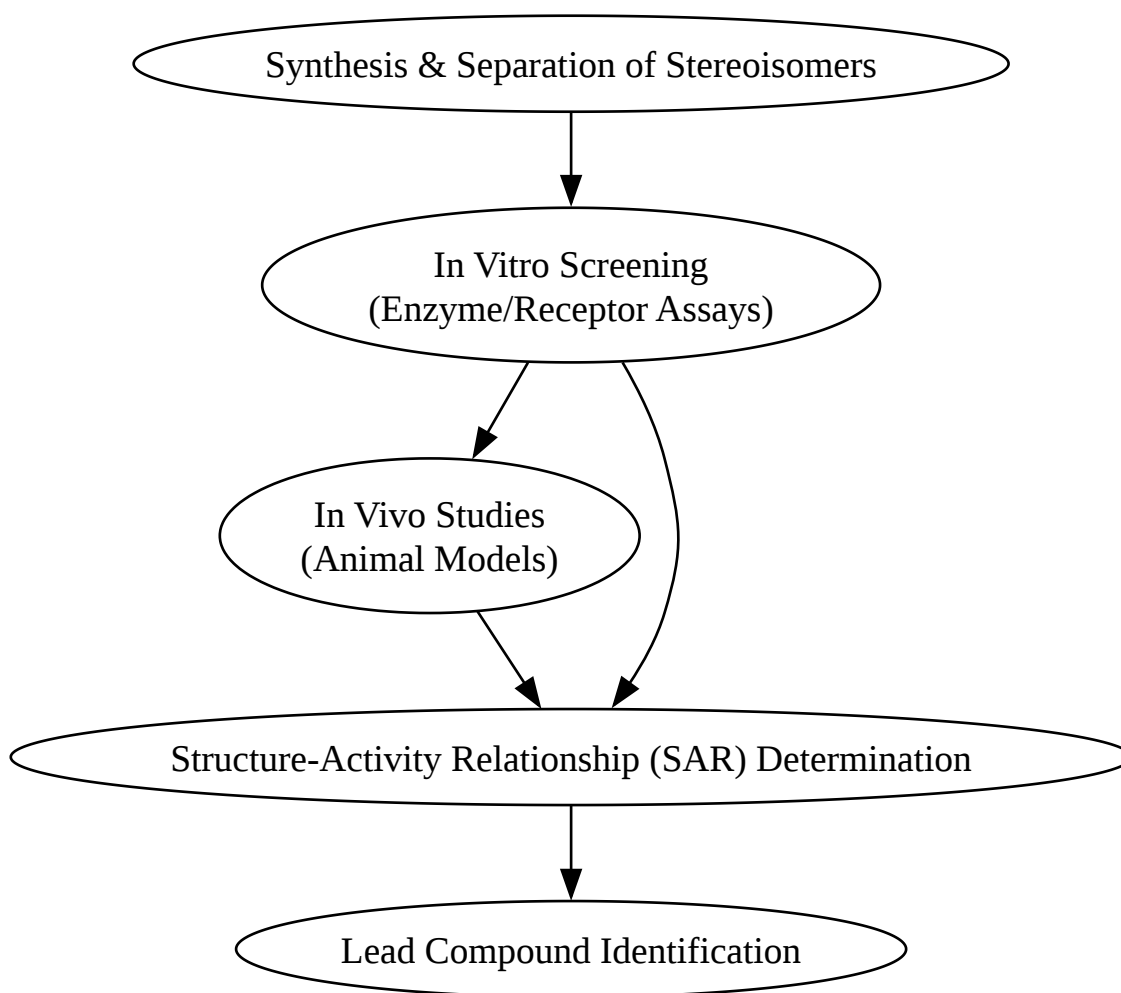 Synthesis & Separation of Stereoisomers
In Vitro Screening
(Enzyme/Receptor Assays)
In Vivo Studies
(Animal Models)
Structure-Activity Relationship (SAR) Determination
Lead Compound Identification